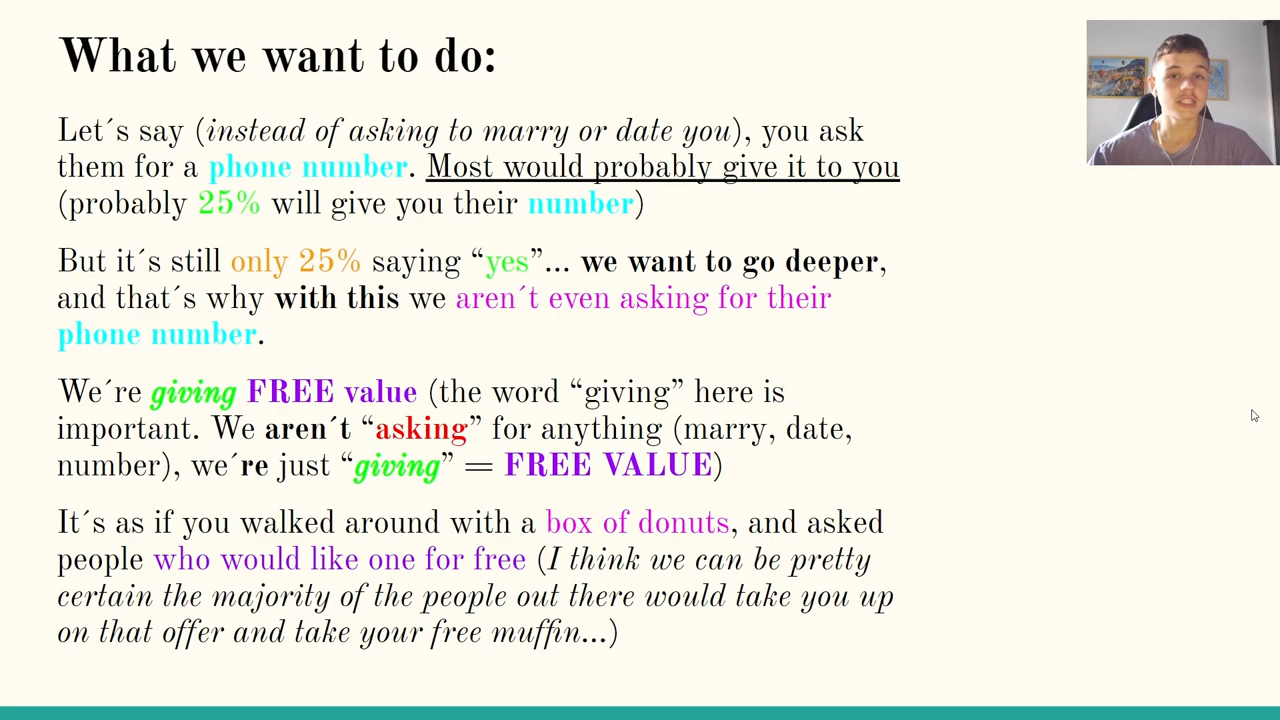 What we want to do:
Let´s say (instead of asking to marry or date you), you ask
them for a phone number. Most would probably give it to you
(probably 25% will give you their number)
But it´s still only 25% saying “yes”... we want to go deeper,
and that´s why with this we aren´t even asking for their
phone number.
We´re giving FREE value (the word “giving” here is
important. We aren´t “asking” for anything (marry, date,
number), we´re just “giving” = FREE VALUE)
It´s as if you walked around with a box of donuts, and asked
people who would like one for free (I think we can be pretty
certain the majority of the people out there would take you up
on that offer and take your free muffin...)